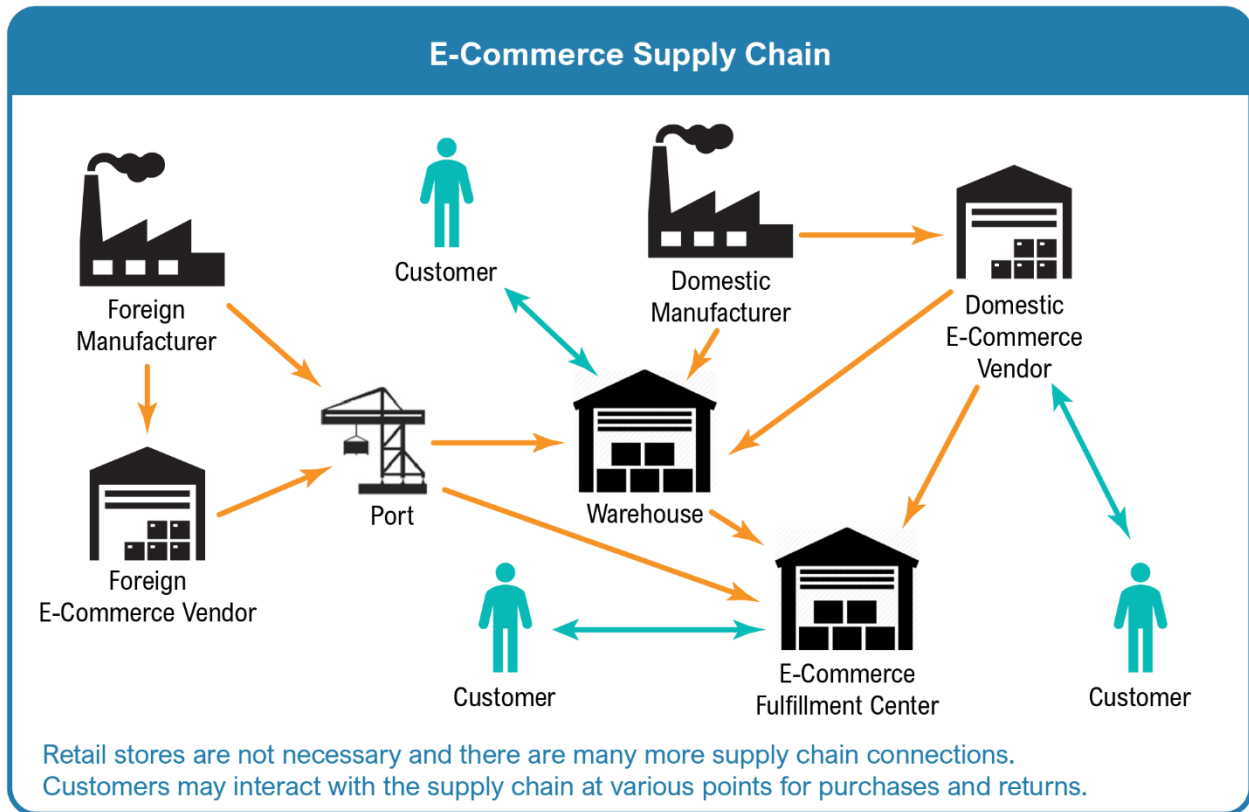 E-Commerce Supply Chain
Customer
Foreign
Manufacturer
Domestic
Manufacturer
Domestic
E-Commerce
Vendor
Port
Warehouse
Foreign
E-Commerce Vendor
Customer
E-Commerce
Fulfillment Center
Customer
Retail stores are not necessary and there are many more supply chain connections.
Customers may interact with the supply chain at various points for purchases and returns.